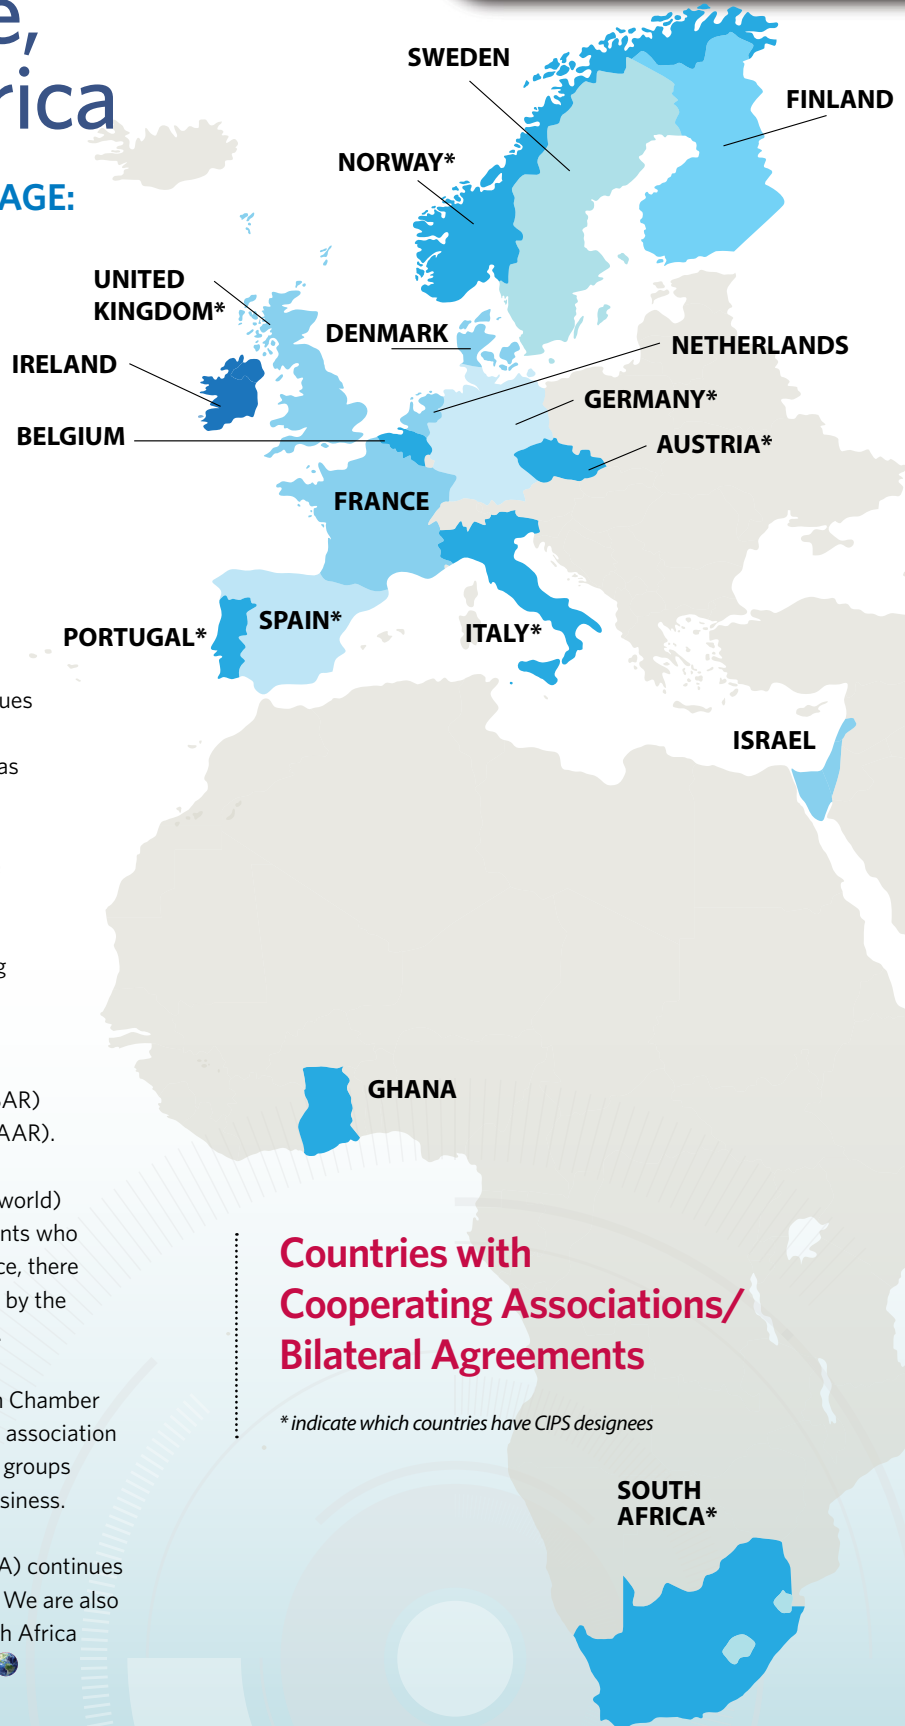 e,
rica
AGE:
SWEDEN
FINLAND
NORWAY*
UNITED
KINGDOM*
DENMARK
NETHERLANDS
IRELAND
GERMANY*
BELGIUM
AUSTRIA*
FRANCE
SPAIN*
PORTUGAL*
ITALY*
ues
as
ISRAEL
g
GHANA
AR)
AAR).
world)
nts who
ce, there
by the
Countries with
Cooperating Associations/
Bilateral Agreements
* indicate which countries have CIPS designees
n Chamber
association
groups
siness.
SOUTH
AFRICA*
A) continues
We are also
h Africa